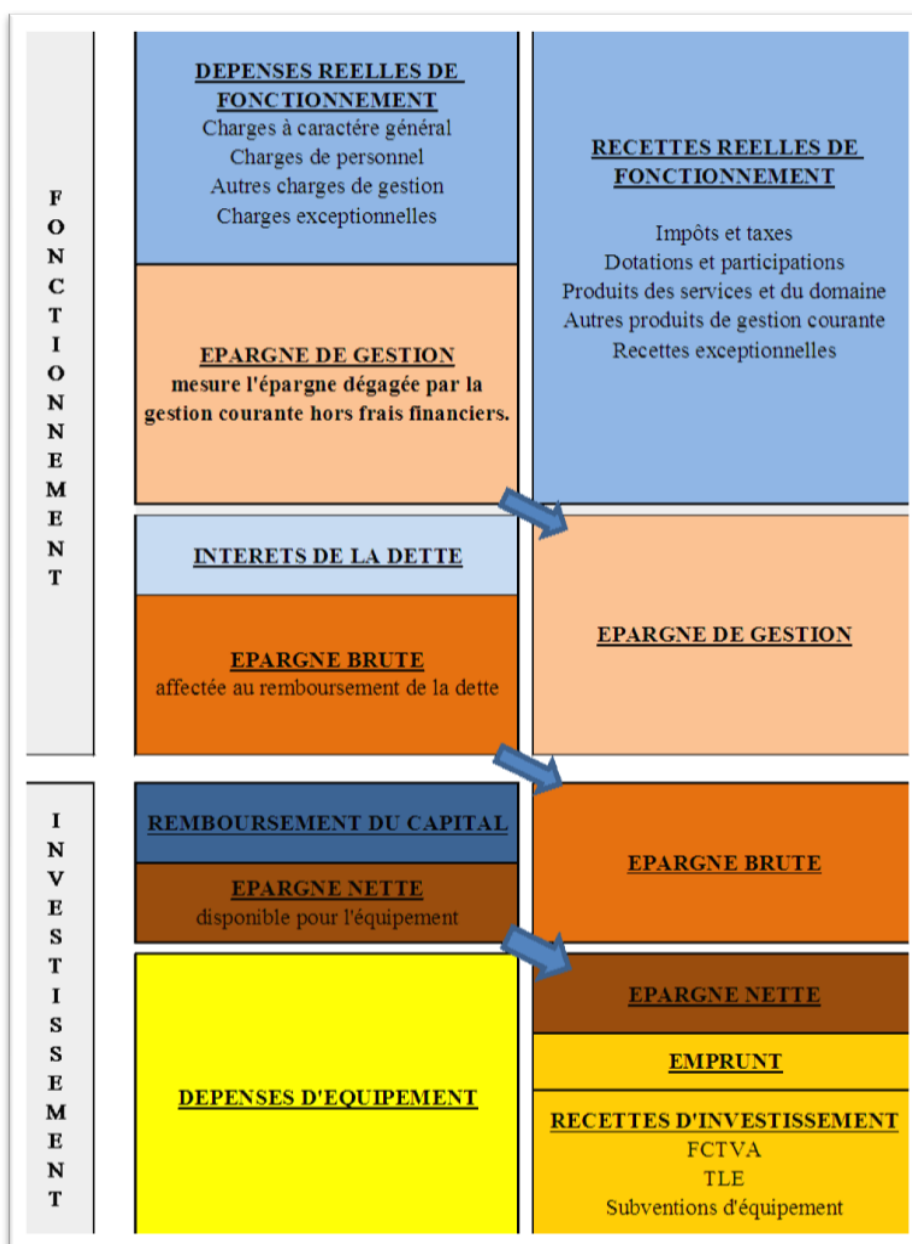 FONCTIONNEMENT
DEPENSES REELLES DE
FONCTIONNEMENT
Charges à caractére général
Charges de personnel
Autres charges de gestion
Charges exceptionnelles
RECETTES REELLES DE
FONCTIONNEMENT
Impôts et taxes
Dotations et participations
Produits des services et du domaine
Autres produits de gestion courante
Recettes exceptionnelles
EPARGNE DE GESTION
mesure l'épargne dégagée par la
gestion courante hors frais financiers.
INTERETS DE LA DETTE
EPARGNE BRUTE
affectée au remboursement de la dette
EPARGNE DE GESTION
INVESTISSEMENT
REMBOURSEMENT DU CAPITAL
EPARGNE NETTE
disponible pour l'équipement
EPARGNE BRUTE
DEPENSES D'EQUIPEMENT
EPARGNE NETTE
EMPRUNT
RECETTES D'INVESTISSEMENT
FCTVA
TLE
Subventions d'équipement